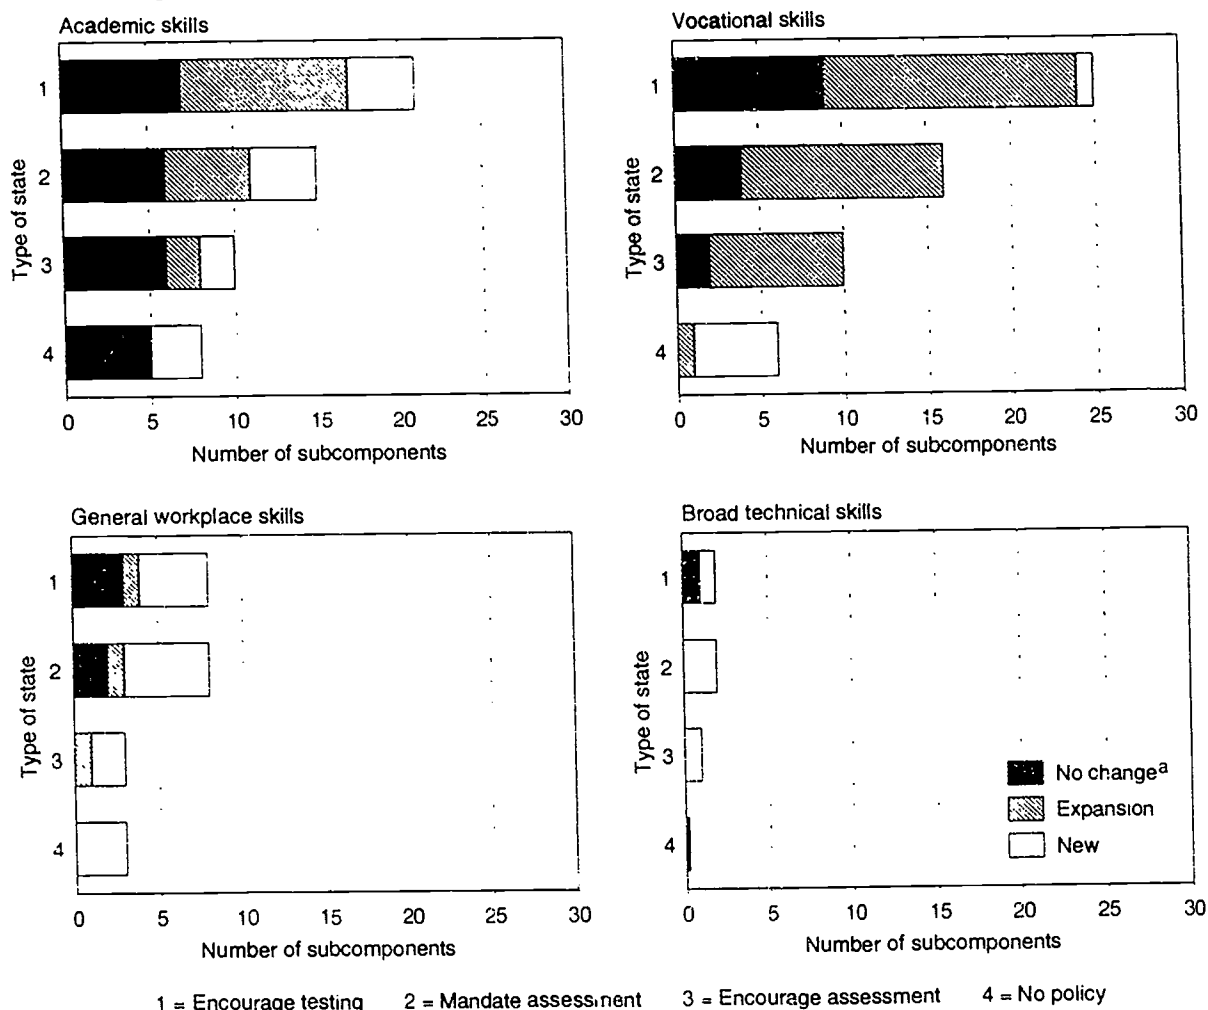 Academic skills
Type of state
1
2
3
4
0 5 10 15 20 25 30
Number of subcomponents
Vocational skills
Type of state
1
2
3
4
0 5 10 15 20 25 30
Number of subcomponents
General workplace skills
Type of state
1
2
3
4
0 5 10 15 20 25 30
Number of subcomponents
Broad technical skills
Type of state
1
2
3
4
No changeᵃ
Expansion
New
0 5 10 15 20 25 30
Number of subcomponents
1 = Encourage testing 2 = Mandate assessment 3 = Encourage assessment 4 = No policy